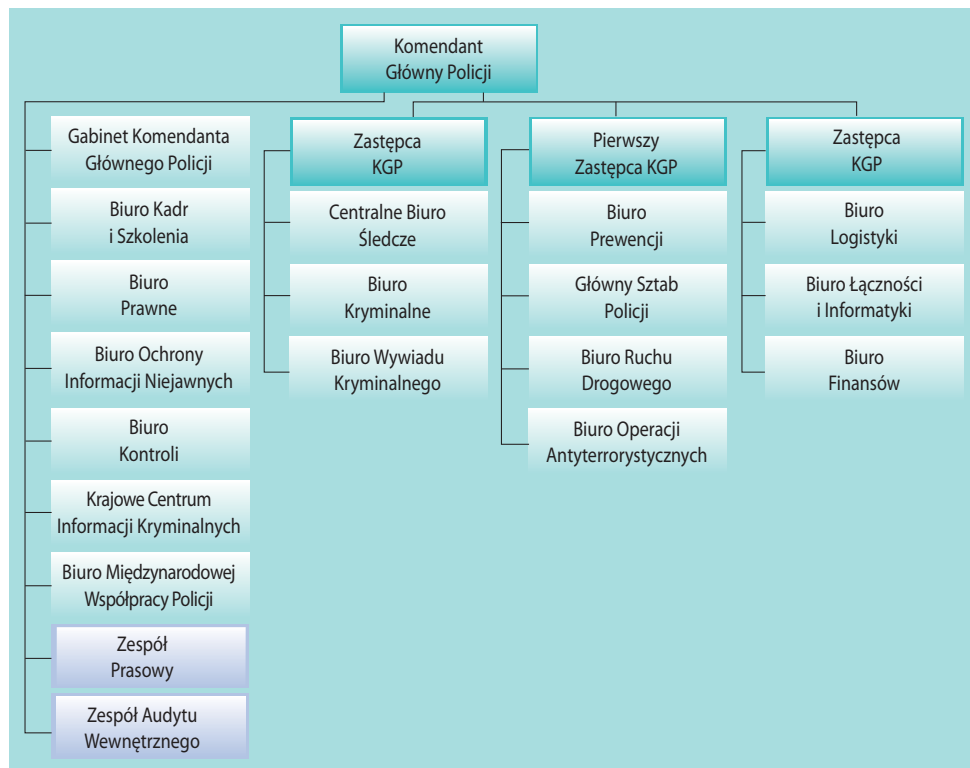 Komendant
Główny Policji
Gabinet Komendanta
Głównego Policji
Biuro Kadr
i Szkolenia
Biuro
Prawne
Biuro Ochrony
Informacji Niejawnych
Biuro
Kontroli
Krajowe Centrum
Informacji Kryminalnych
Biuro Międzynarodowej
Współpracy Policji
Zespół
Prasowy
Zespół Audytu
Wewnętrznego
Zastępca
KGP
Centralne Biuro
Śledcze
Biuro
Kryminalne
Biuro Wywiadu
Kryminalnego
Pierwszy
Zastępca KGP
Biuro
Prewencji
Główny Sztab
Policji
Biuro Ruchu
Drogowego
Biuro Operacji
Antyterrorystycznych
Zastępca
KGP
Biuro
Logistyki
Biuro Łączności
i Informatyki
Biuro
Finansów